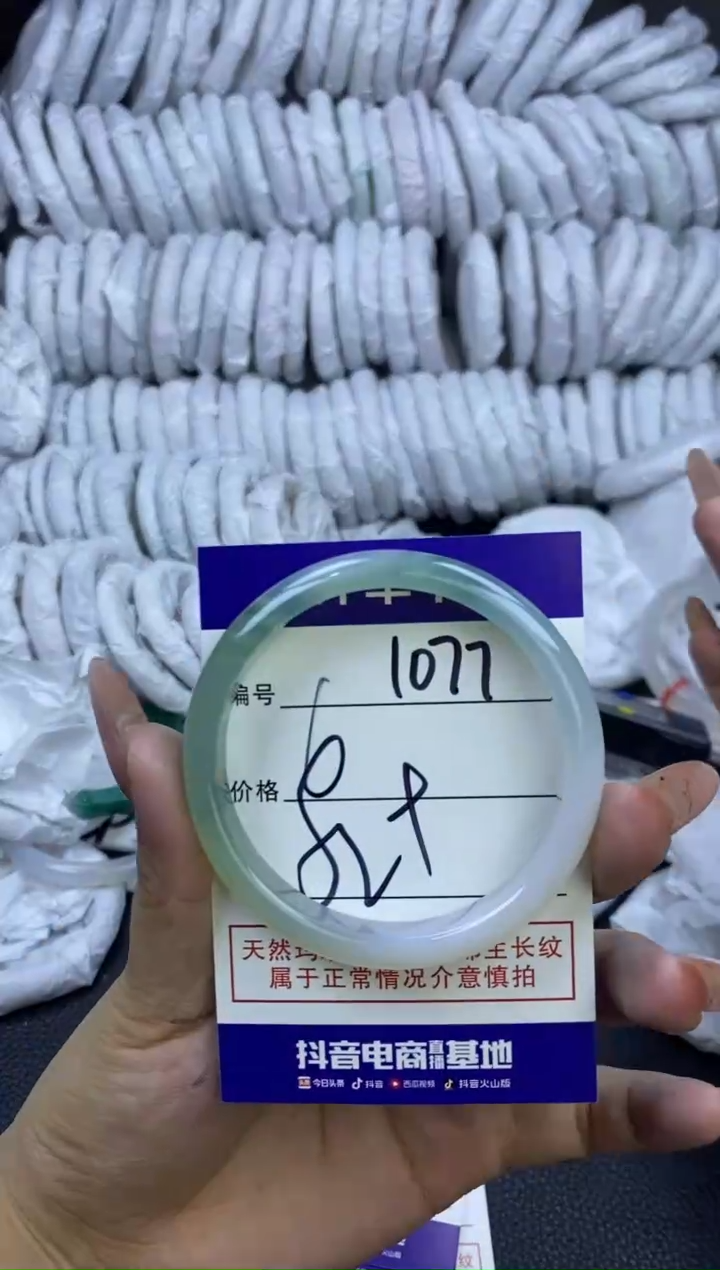 编号 1077
价格
天然玛 生长纹
属于正常情况介意慎拍
抖音电商直播基地
今日头条 抖音 西瓜视频 抖音火山版